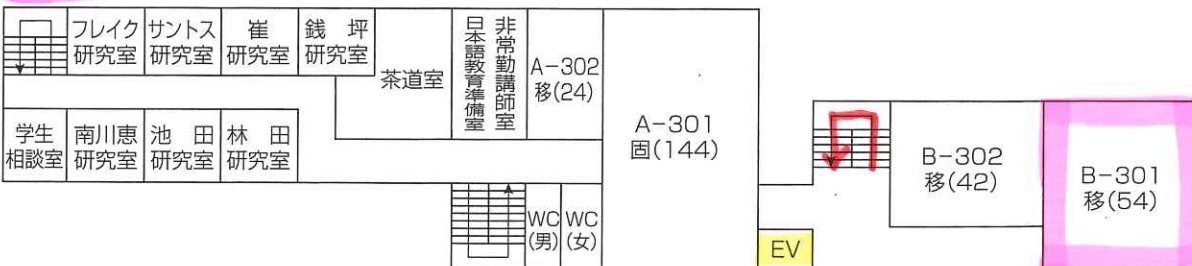 フレイク
研究室
サントス
研究室
崔
研究室
銭 坪
研究室
茶道室
日本語教育準備室
非常勤講師室
A-302
移(24)
A-301
固(144)
学生
相談室
南川恵
研究室
池 田
研究室
林 田
研究室
WC
(男)
WC
(女)
EV
B-302
移(42)
B-301
移(54)